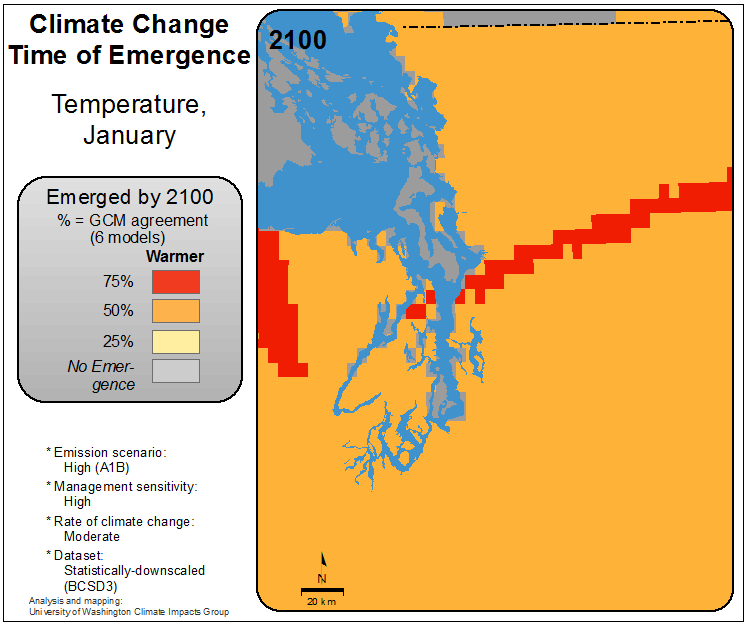 Climate Change
Time of Emergence
Temperature,
January
Emerged by 2100
% = GCM agreement
(6 models)
Warmer
75%
50%
25%
No Emer-
gence
* Emission scenario:
High (A1B)
* Management sensitivity:
High
* Rate of climate change:
Moderate
* Dataset:
Statistically-downscaled
(BCSD3)
Analysis and mapping:
University of Washington Climate Impacts Group
2100
N
20 km